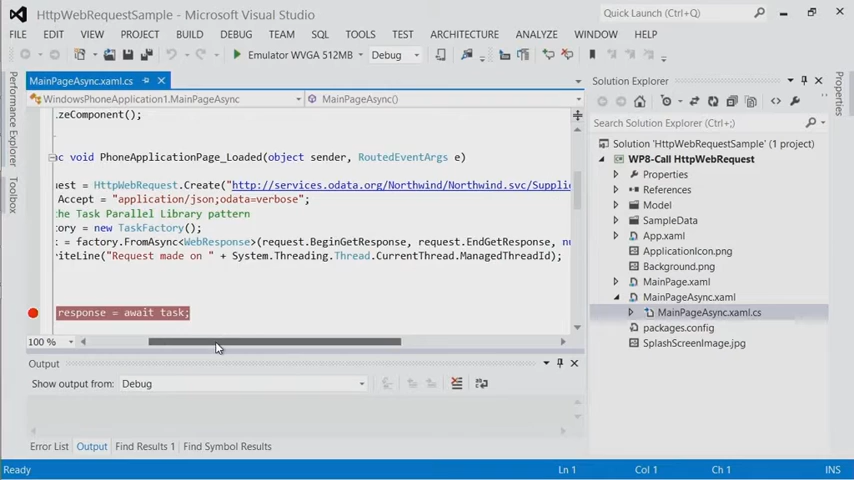 HttpWebRequestSample - Microsoft Visual Studio
Quick Launch (Ctrl+Q)
FILE EDIT VIEW PROJECT BUILD DEBUG TEAM SQL TOOLS TEST ARCHITECTURE ANALYZE WINDOW HELP
Emulator WVGA 512MB Debug
Performance Explorer
Toolbox
MainPageAsync.xaml.cs
WindowsPhoneApplication1.MainPageAsync
MainPageAsync()
izeComponent();
nc void PhoneApplicationPage_Loaded(object sender, RoutedEventArgs e)
uest = HttpWebRequest.Create("http://services.odata.org/Northwind/Northwind.svc/Supplie
Accept = "application/json;odata=verbose";
the Task Parallel Library pattern
tory = new TaskFactory();
= factory.FromAsync<WebResponse>(request.BeginGetResponse, request.EndGetResponse, nu
riteLine("Request made on " + System.Threading.Thread.CurrentThread.ManagedThreadId);
response = await task;
100 %
Output
Show output from: Debug
Error List Output Find Results 1 Find Symbol Results
Solution Explorer
Search Solution Explorer (Ctrl+;)
Solution 'HttpWebRequestSample' (1 project)
WP8-Call HttpWebRequest
Properties
References
Model
SampleData
App.xaml
ApplicationIcon.png
Background.png
MainPage.xaml
MainPageAsync.xaml
MainPageAsync.xaml.cs
packages.config
SplashScreenImage.jpg
Properties
Ready
Ln 1
Col 1
Ch 1
INS